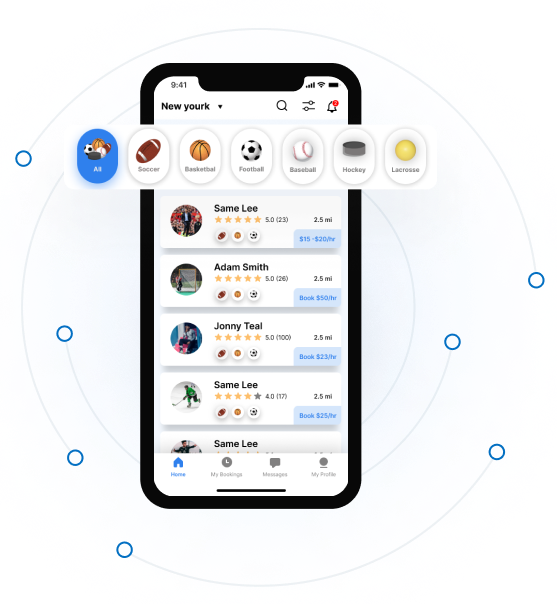 9:41
New yourk
2
All
Soccer
Basketbal
Football
Baseball
Hockey
Lacrosse
Same Lee
5.0 (23)
2.5 mi
$15 -$20/hr
Adam Smith
5.0 (26)
2.5 mi
Book $50/hr
Jonny Teal
5.0 (100)
2.5 mi
Book $23/hr
Same Lee
4.0 (17)
2.5 mi
Book $25/hr
Same Lee
Home
My Bookings
Messages
My Profile